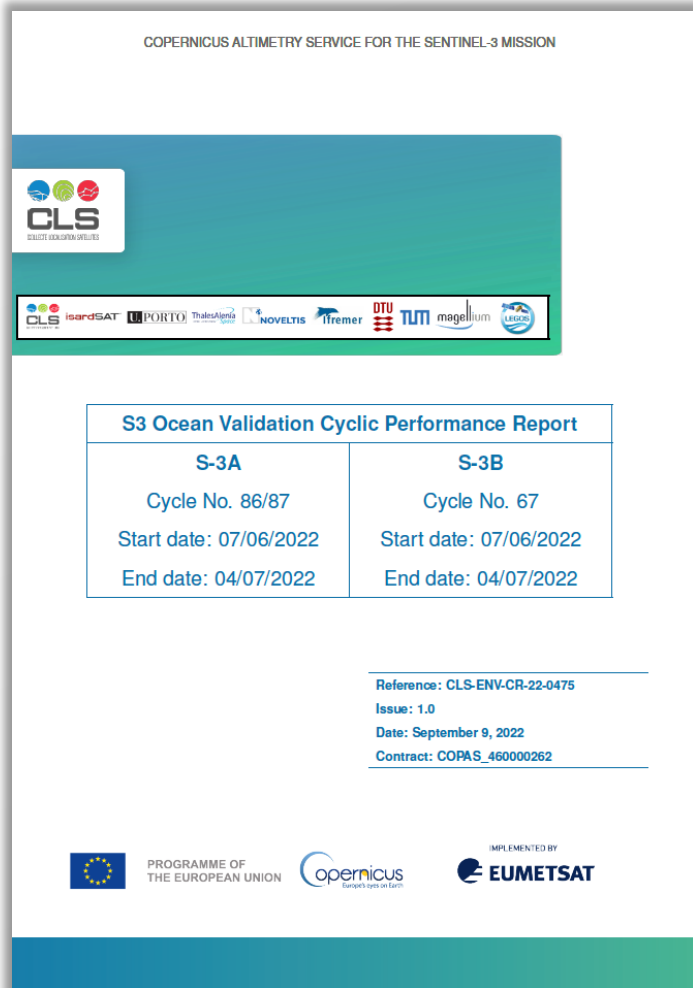 COPERNICUS ALTIMETRY SERVICE FOR THE SENTINEL-3 MISSION
CLS
COLLECTE LOCALISATION SATELLITES
CLS isardSAT U.PORTO ThalesAlenia Space NOVELTIS Ifremer DTU TUM magellium LEGOS
S3 Ocean Validation Cyclic Performance Report
S-3A S-3B
Cycle No. 86/87 Cycle No. 67
Start date: 07/06/2022 Start date: 07/06/2022
End date: 04/07/2022 End date: 04/07/2022
Reference: CLS-ENV-CR-22-0475
Issue: 1.0
Date: September 9, 2022
Contract: COPAS_460000262
PROGRAMME OF
THE EUROPEAN UNION
opernicus
Europe's eyes on Earth
IMPLEMENTED BY
EUMETSAT